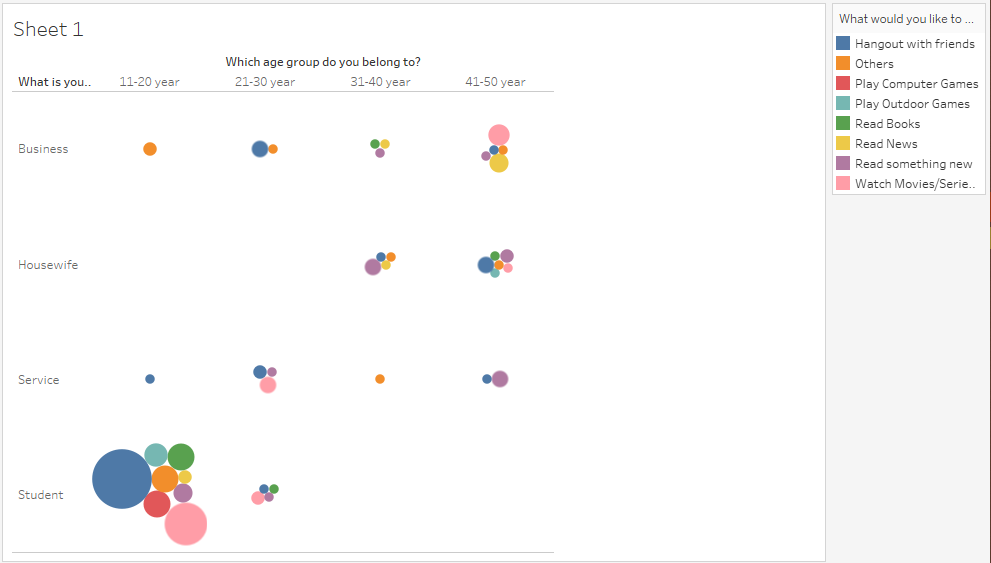 Sheet 1
Which age group do you belong to?
What is you.. 11-20 year 21-30 year 31-40 year 41-50 year
Business
Housewife
Service
Student
What would you like to ...
Hangout with friends
Others
Play Computer Games
Play Outdoor Games
Read Books
Read News
Read something new
Watch Movies/Serie..